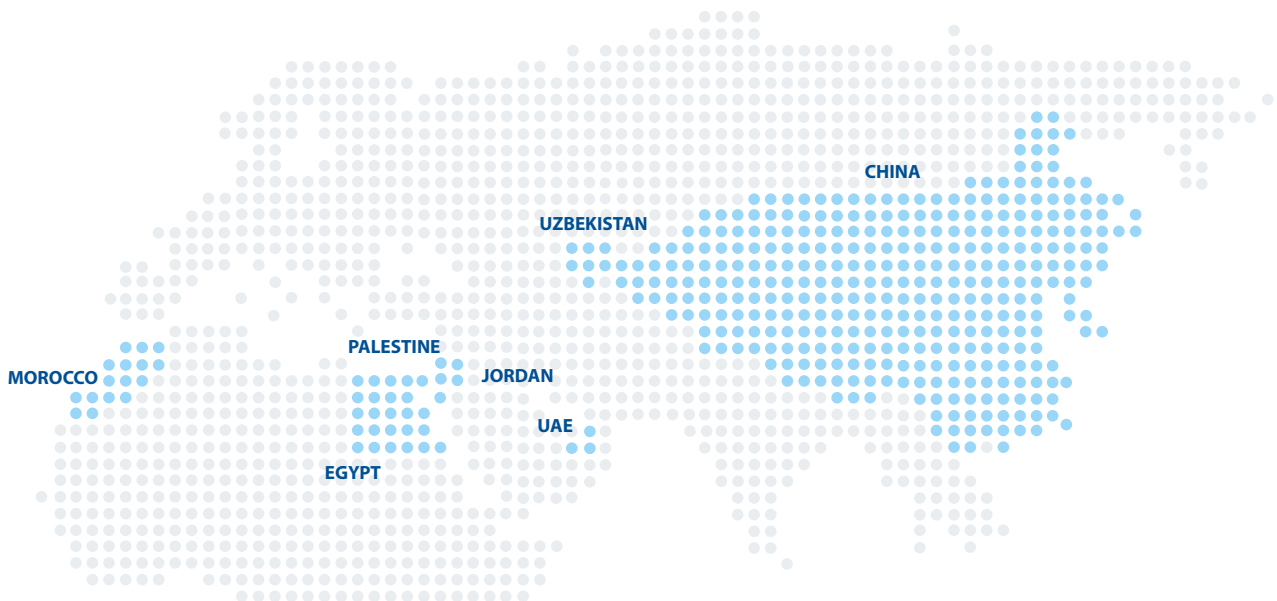 CHINA
UZBEKISTAN
PALESTINE
MOROCCO
JORDAN
UAE
EGYPT